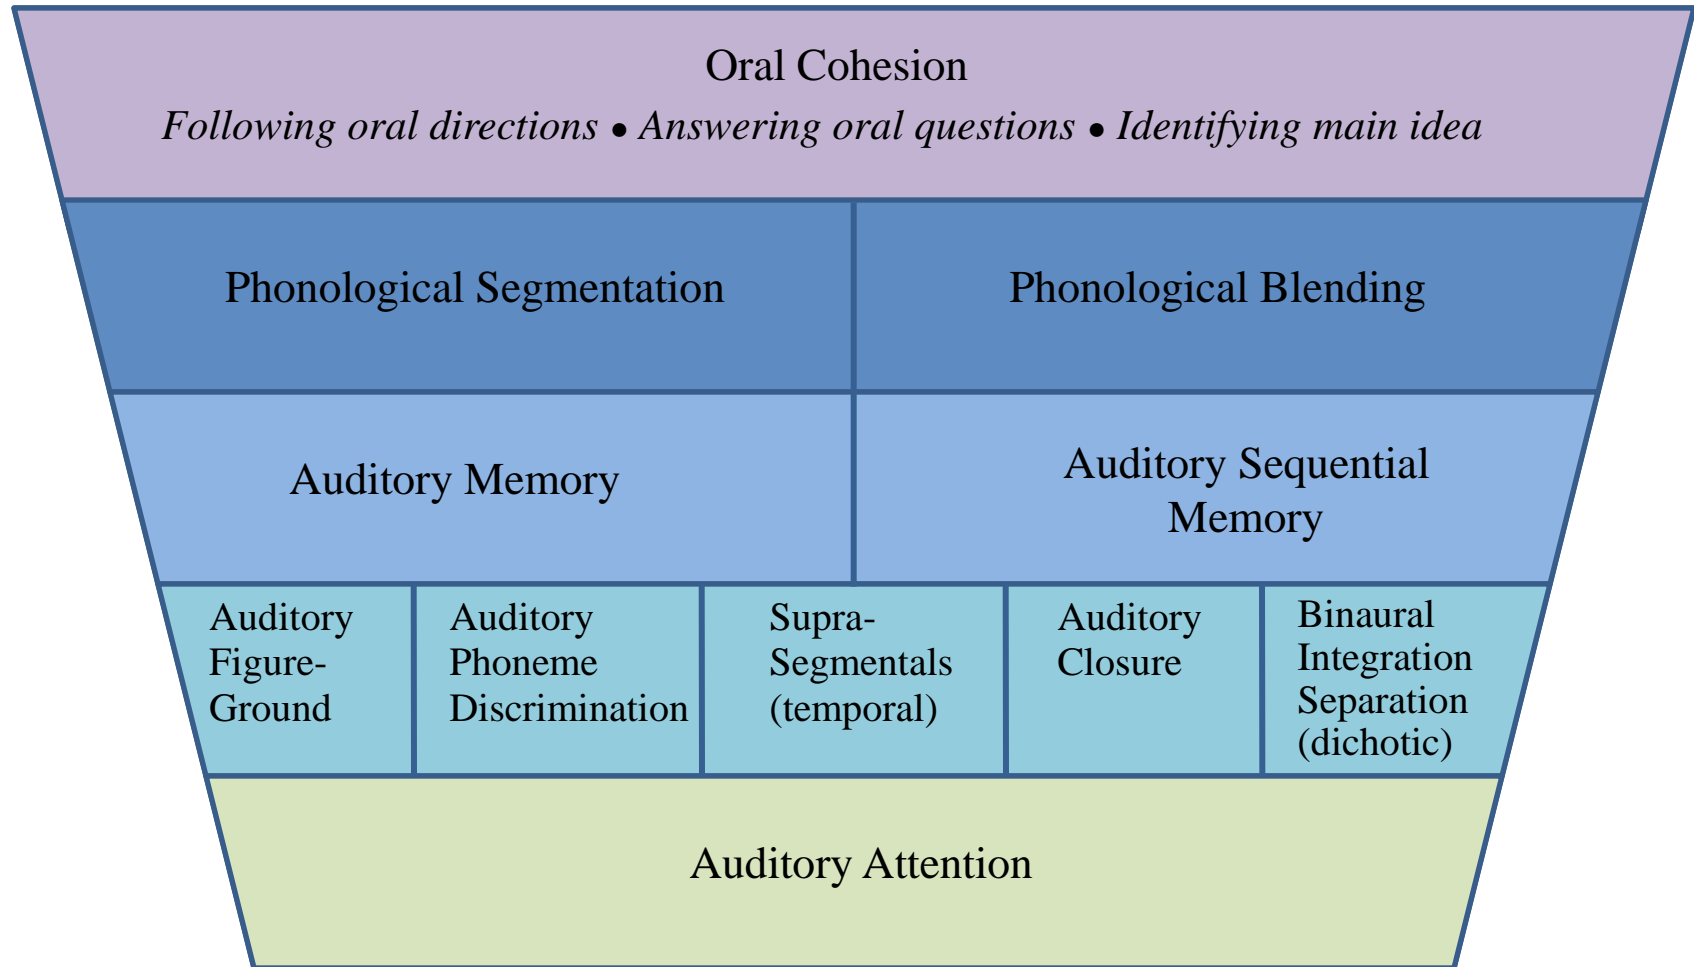 Oral Cohesion
Following oral directions • Answering oral questions • Identifying main idea
Phonological Segmentation
Phonological Blending
Auditory Memory
Auditory Sequential
Memory
Auditory
Figure-
Ground
Auditory
Phoneme
Discrimination
Supra-
Segmentals
(temporal)
Auditory
Closure
Binaural
Integration
Separation
(dichotic)
Auditory Attention